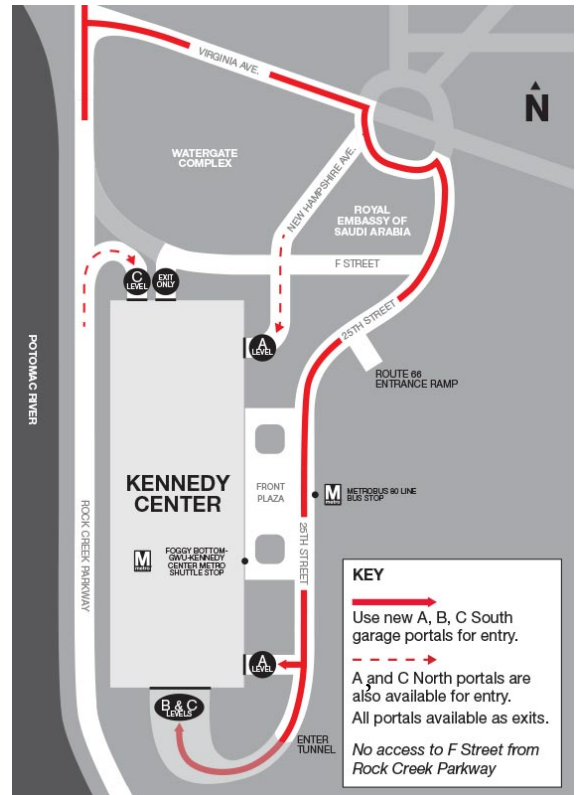 VIRGINIA AVE.
N
WATERGATE
COMPLEX
NEW HAMPSHIRE AVE.
ROYAL
EMBASSY OF
SAUDI ARABIA
F STREET
C
LEVEL
EXIT
ONLY
25TH STREET
A
LEVEL
POTOMAC RIVER
ROUTE 66
ENTRANCE RAMP
KENNEDY
CENTER
FRONT
PLAZA
M
metro
METROBUS 80 LINE
BUS STOP
ROCK CREEK PARKWAY
M
metro
FOGGY BOTTOM-
GWU-KENNEDY
CENTER METRO
SHUTTLE STOP
25TH STREET
A
LEVEL
B & C
LEVELS
ENTER
TUNNEL
KEY
Use new A, B, C South
garage portals for entry.
A and C North portals are
also available for entry.
All portals available as exits.
No access to F Street from
Rock Creek Parkway